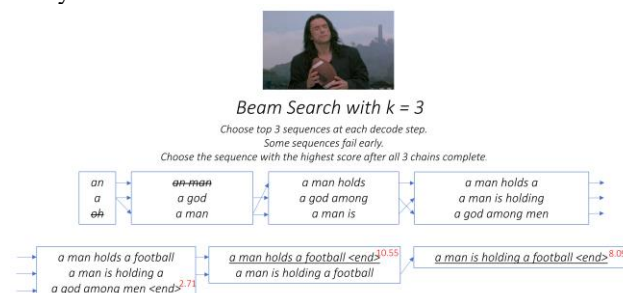 Beam Search with k = 3
Choose top 3 sequences at each decode step.
Some sequences fail early.
Choose the sequence with the highest score after all 3 chains complete.
an
a
oh
an man
a god
a man
a man holds
a god among
a man is
a man holds a
a man is holding
a god among men
a man holds a football
a man is holding a
a god among men <end> 2.71
a man holds a football <end> 10.55
a man is holding a football
a man is holding a football <end> 8.09